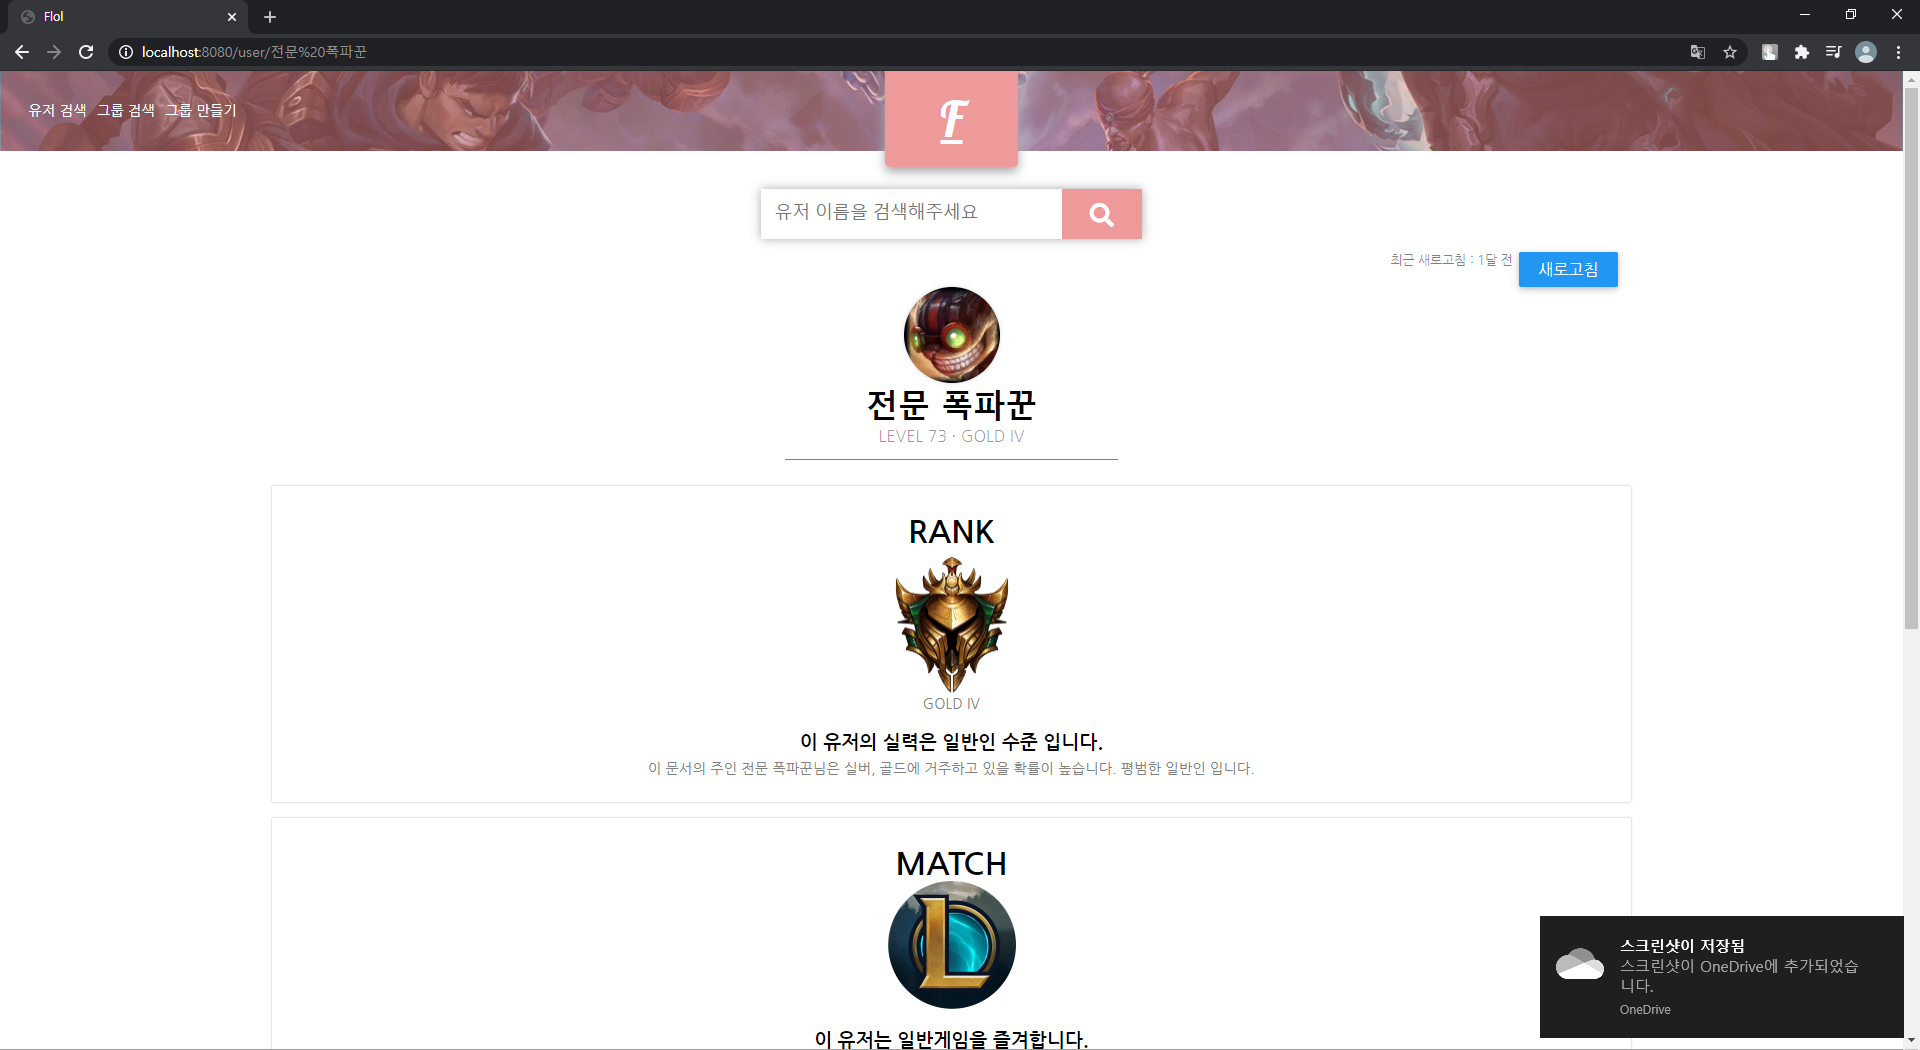 Flol
localhost:8080/user/전문%20폭파꾼
유저 검색 그룹 검색 그룹 만들기
F
유저 이름을 검색해주세요
최근 새로고침 : 1달 전 새로고침
전문 폭파꾼
LEVEL 73 · GOLD IV
RANK
GOLD IV
이 유저의 실력은 일반인 수준 입니다.
이 문서의 주인 전문 폭파꾼님은 실버, 골드에 거주하고 있을 확률이 높습니다. 평범한 일반인 입니다.
MATCH
L
이 유저는 일반게임을 즐겨합니다.
스크린샷이 저장됨
스크린샷이 OneDrive에 추가되었습
니다.
OneDrive